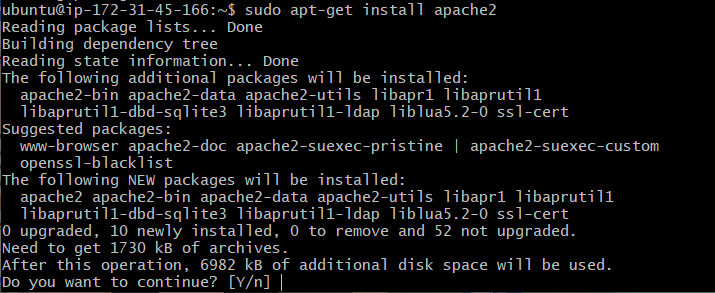 ubuntu@ip-172-31-45-166:~$ sudo apt-get install apache2
Reading package lists... Done
Building dependency tree
Reading state information... Done
The following additional packages will be installed:
  apache2-bin apache2-data apache2-utils libapr1 libaprutil1
  libaprutil1-dbd-sqlite3 libaprutil1-ldap liblua5.2-0 ssl-cert
Suggested packages:
  www-browser apache2-doc apache2-suexec-pristine | apache2-suexec-custom
  openssl-blacklist
The following NEW packages will be installed:
  apache2 apache2-bin apache2-data apache2-utils libapr1 libaprutil1
  libaprutil1-dbd-sqlite3 libaprutil1-ldap liblua5.2-0 ssl-cert
0 upgraded, 10 newly installed, 0 to remove and 52 not upgraded.
Need to get 1730 kB of archives.
After this operation, 6982 kB of additional disk space will be used.
Do you want to continue? [Y/n]